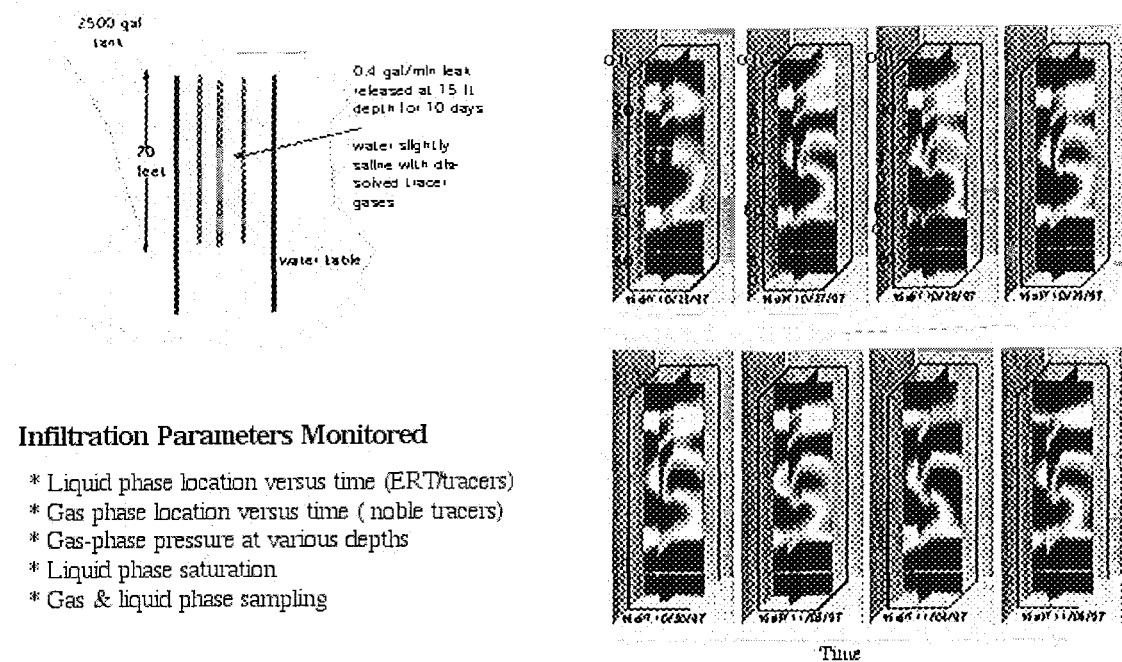 2500 gal
tank
0.4 gal/min leak
released at 15 ft
depth for 10 days
70
feet
water slightly
saline with dis-
solved tracer
gases
water table
Infiltration Parameters Monitored
* Liquid phase location versus time (ERT/tracers)
* Gas phase location versus time ( noble tracers)
* Gas-phase pressure at various depths
* Liquid phase saturation
* Gas & liquid phase sampling
Time